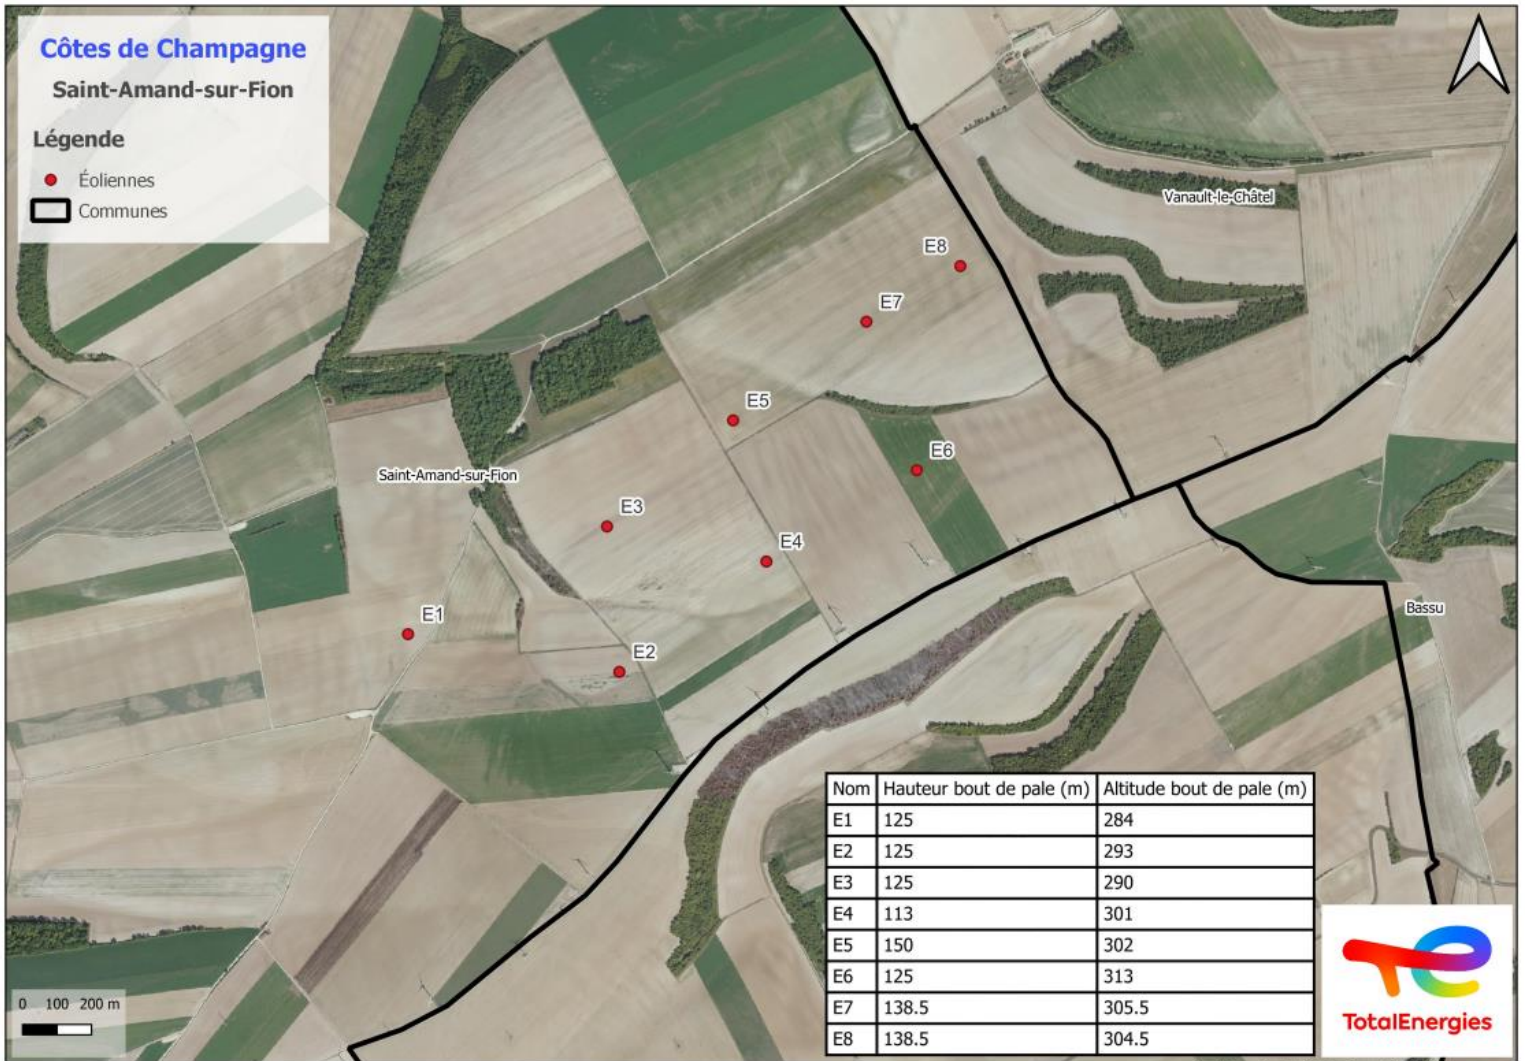 Côtes de Champagne
Saint-Amand-sur-Fion
Légende
Éoliennes
Communes
Vanault-le-Châtel
E8
E7
E5
E6
Saint-Amand-sur-Fion
E3
E4
E1
Bassu
E2
Nom Hauteur bout de pale (m) Altitude bout de pale (m)
E1 125 284
E2 125 293
E3 125 290
E4 113 301
E5 150 302
E6 125 313
E7 138.5 305.5
E8 138.5 304.5
0 100 200 m
TotalEnergies